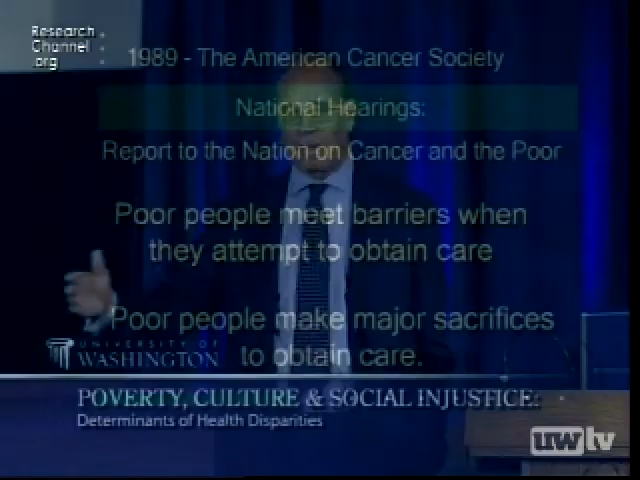 Research
Channel
.org
1989 - The American Cancer Society
National Hearings:
Report to the Nation on Cancer and the Poor
Poor people meet barriers when
they attempt to obtain care
Poor people make major sacrifices
to obtain care.
UNIVERSITY OF
WASHINGTON
POVERTY, CULTURE & SOCIAL INJUSTICE:
Determinants of Health Disparities
uwtv